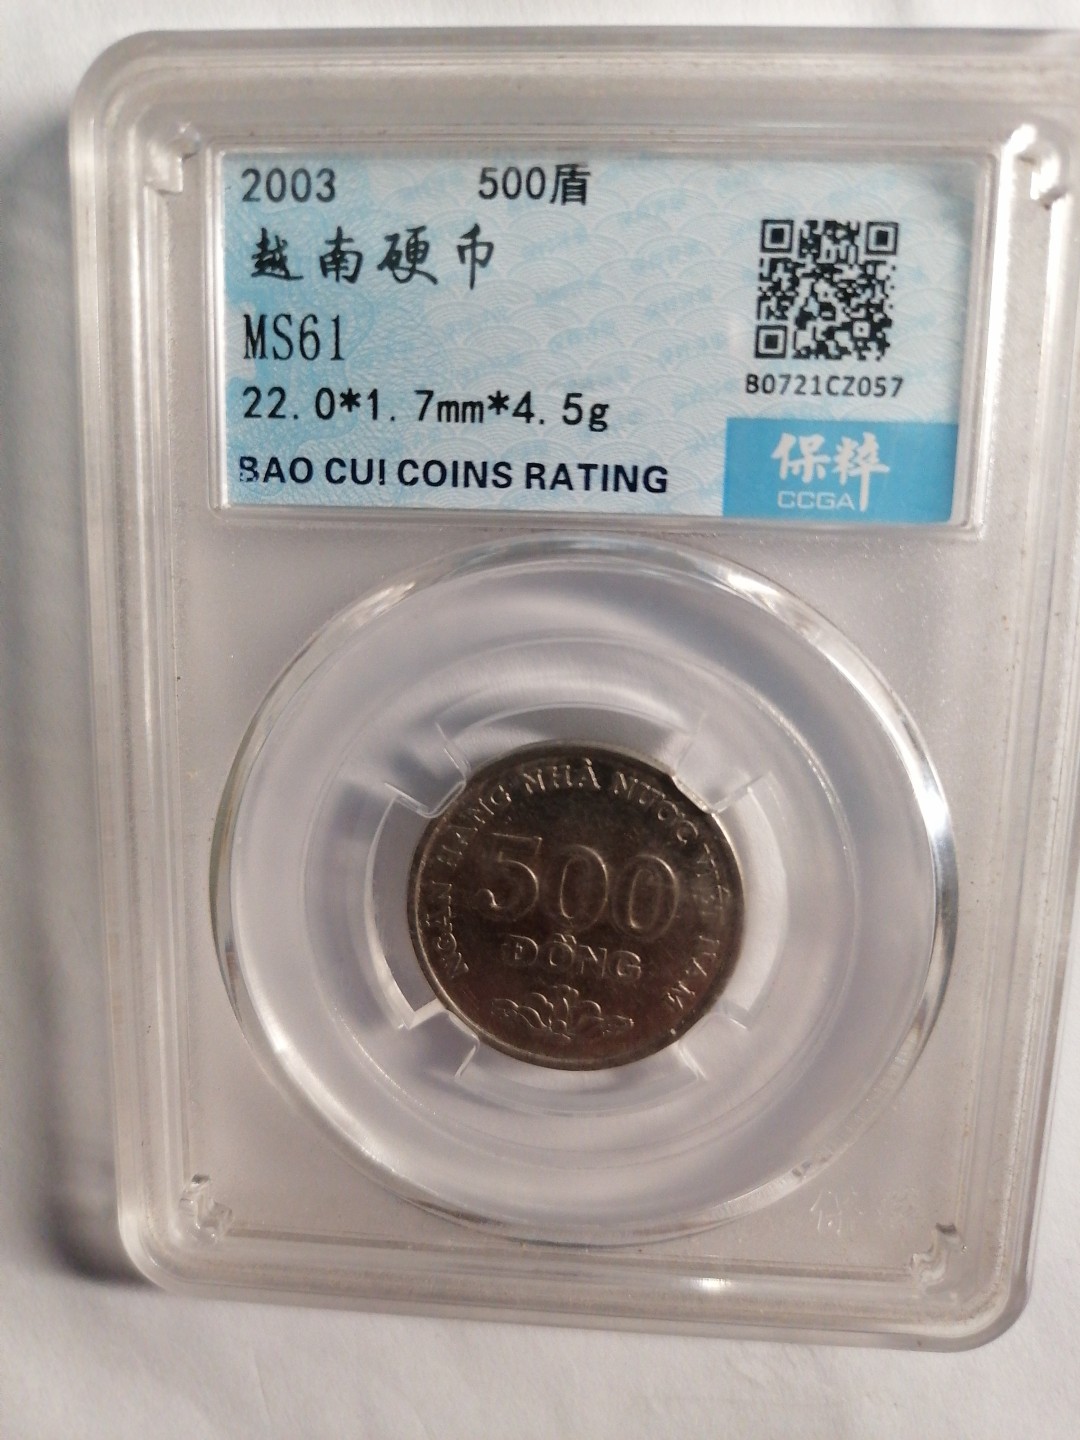 2003 500盾
越南硬币
MS61
22.0*1.7mm*4.5g
BAO CUI COINS RATING
B0721CZ057
保粹
CCGA
NGÂN HÀNG NHÀ NƯỚC VIỆT NAM
500
ĐỒNG